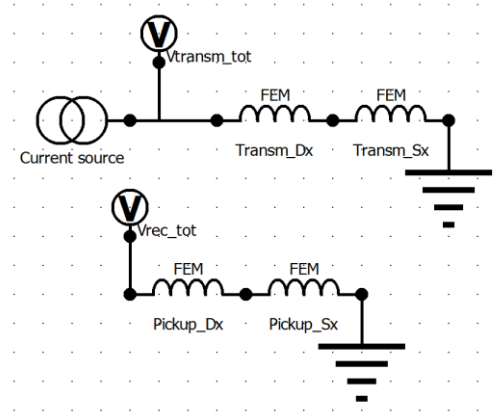 V
Vtransm_tot
FEM FEM
Current source Transm_Dx Transm_Sx
V
Vrec_tot
FEM FEM
Pickup_Dx Pickup_Sx